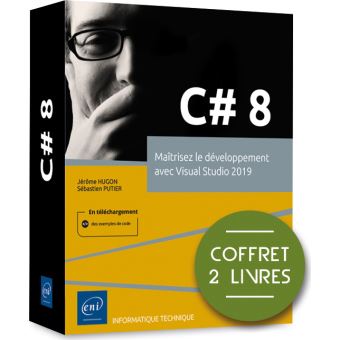 C# 8
C# 8
Maîtrisez le développement
avec Visual Studio 2019
Jérôme HUGON
Sébastien PUTIER
En téléchargement
des exemples de code
COFFRET
2 LIVRES
eni
INFORMATIQUE TECHNIQUE